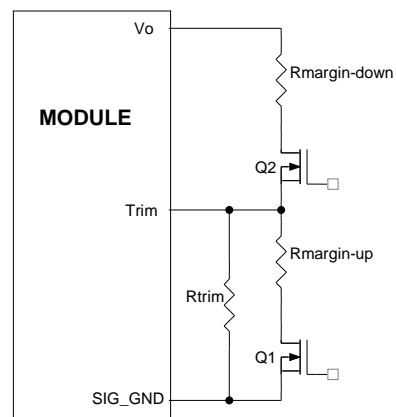 Vo
Rmargin-down
MODULE
Q2
Trim
Rmargin-up
Rtrim
Q1
SIG_GND